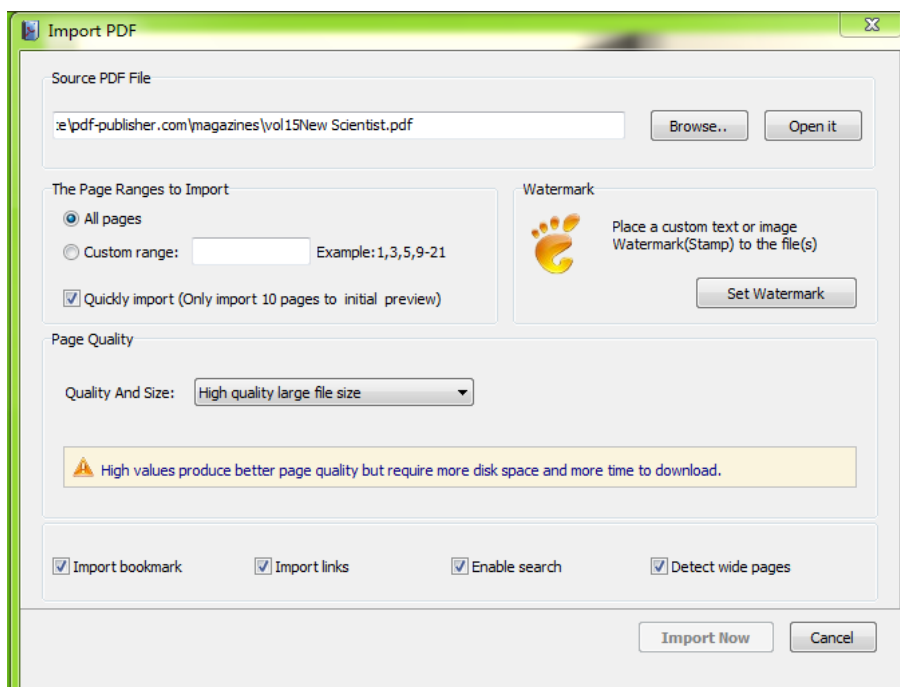 Import PDF
Source PDF File
:e\pdf-publisher.com\magazines\vol15New Scientist.pdf
Browse..
Open it
The Page Ranges to Import
All pages
Custom range:
Example:1,3,5,9-21
Quickly import (Only import 10 pages to initial preview)
Watermark
Place a custom text or image
Watermark(Stamp) to the file(s)
Set Watermark
Page Quality
Quality And Size:
High quality large file size
High values produce better page quality but require more disk space and more time to download.
Import bookmark
Import links
Enable search
Detect wide pages
Import Now
Cancel